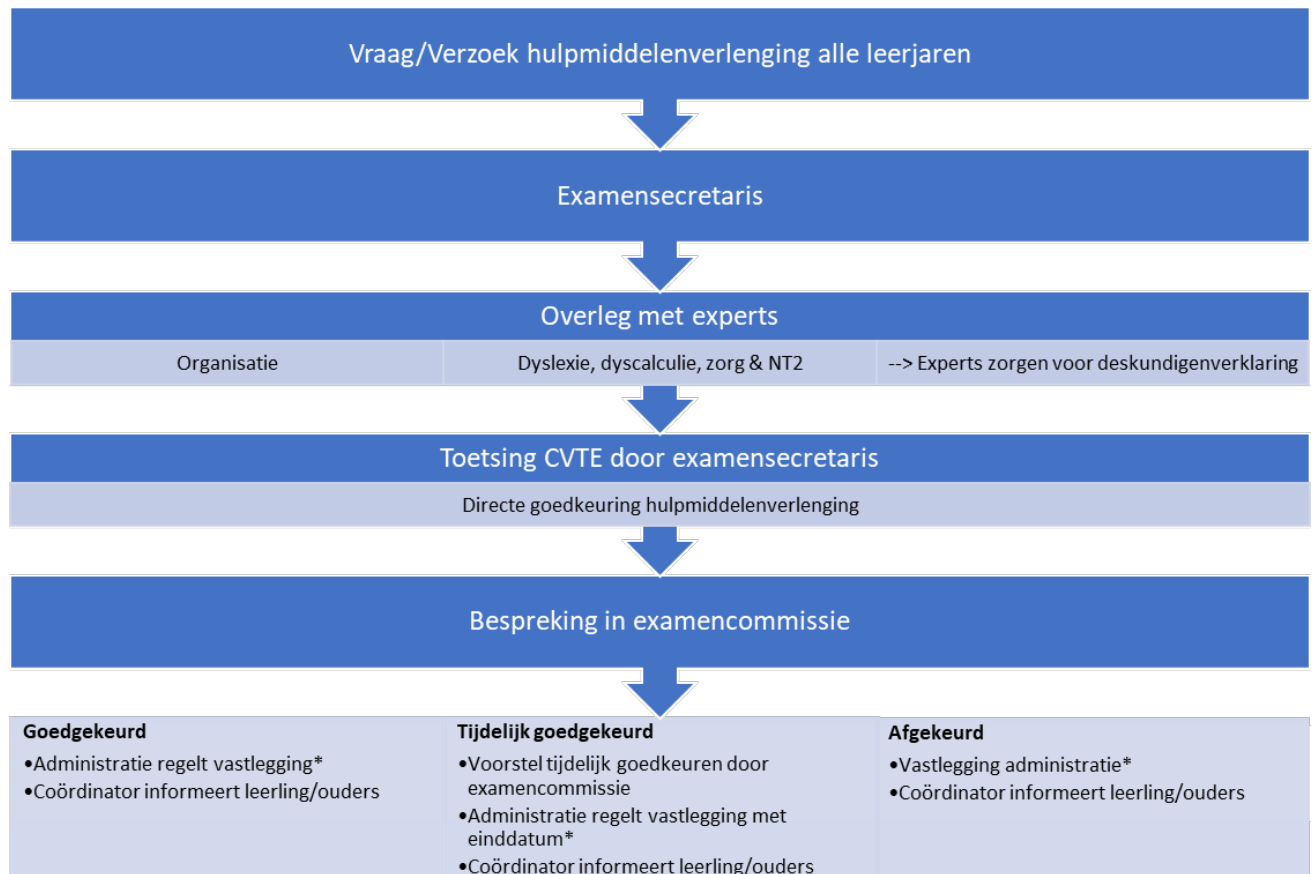 Vraag/Verzoek hulpmiddelenverlenging alle leerjaren
Examensecretaris
Overleg met experts
Organisatie
Dyslexie, dyscalculie, zorg & NT2
--> Experts zorgen voor deskundigenverklaring
Toetsing CVTE door examensecretaris
Directe goedkeuring hulpmiddelenverlenging
Bespreking in examencommissie
Goedgekeurd
•Administratie regelt vastlegging*
•Coördinator informeert leerling/ouders
Tijdelijk goedgekeurd
•Voorstel tijdelijk goedkeuren door
examencommissie
•Administratie regelt vastlegging met
einddatum*
•Coördinator informeert leerling/ouders
Afgekeurd
•Vastlegging administratie*
•Coördinator informeert leerling/ouders